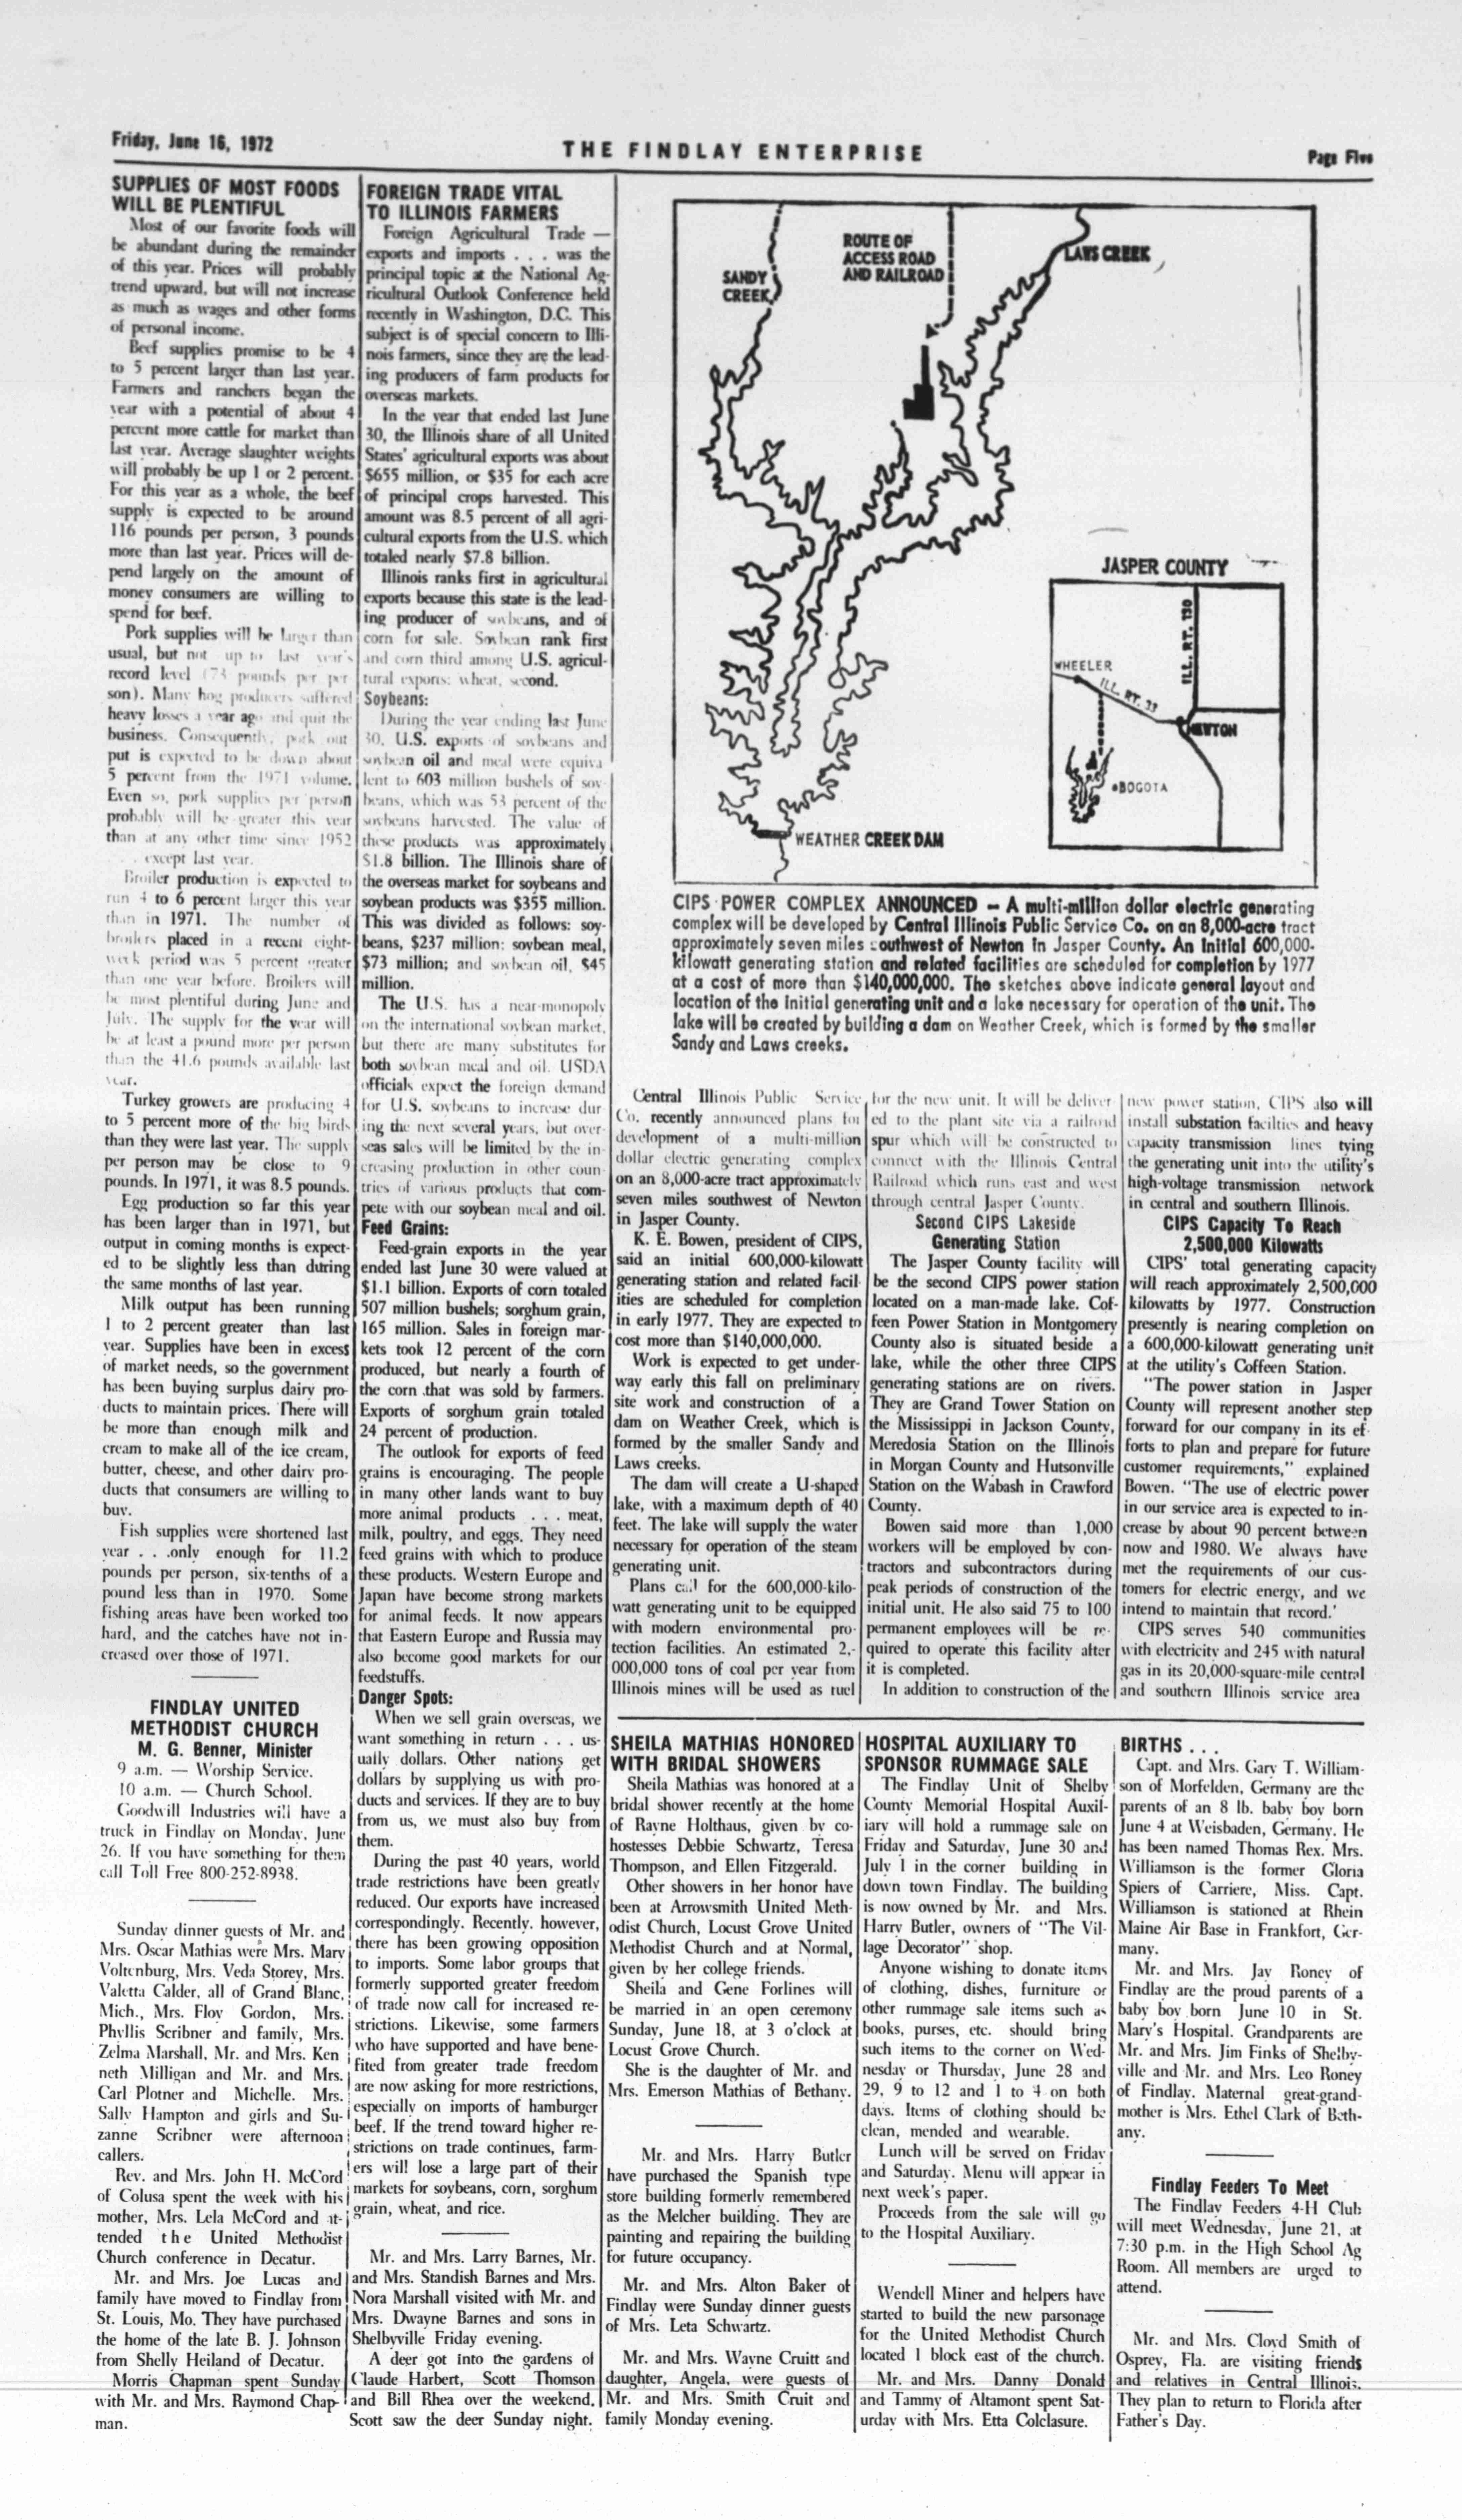 Friday, June 16, 1972
THE FINDLAY ENTERPRISE
Page Five
SUPPLIES OF MOST FOODS
WILL BE PLENTIFUL
Most of our favorite foods will
be abundant during the remainder
of this year. Prices will probably
trend upward, but will not increase
as much as wages and other forms
of personal income.
Beef supplies promise to be 4
to 5 percent larger than last year.
Farmers and ranchers began the
year with a potential of about 4
percent more cattle for market than
last year. Average slaughter weights
will probably be up 1 or 2 percent.
For this year as a whole, the beef
supply is expected to be around
116 pounds per person, 3 pounds
more than last year. Prices will de-
pend largely on the amount of
money consumers are willing to
spend for beef.
Pork supplies will be larger than
usual, but not up to last year's
record level (73 pounds per per
son). Many hog producers suffered
heavy losses a year ago and quit the
business. Consequently, pork out
put is expected to be down about
5 percent from the 1971 volume.
Even so, pork supplies per person
probably will be greater this year
than at any other time since 1952
. . except last year.
Broiler production is expected to
run 4 to 6 percent larger this year
than in 1971. The number of
broilers placed in a recent eight-
week period was 5 percent greater
than one year before. Broilers will
be most plentiful during June and
July. The supply for the year will
be at least a pound more per person
than the 41.6 pounds available last
year.
Turkey growers are producing 4
to 5 percent more of the big birds
than they were last year. The supply
per person may be close to 9
pounds. In 1971, it was 8.5 pounds.
Egg production so far this year
has been larger than in 1971, but
output in coming months is expect-
ed to be slightly less than during
the same months of last year.
Milk output has been running
1 to 2 percent greater than last
year. Supplies have been in excess
of market needs, so the government
has been buying surplus dairy pro-
ducts to maintain prices. There will
be more than enough milk and
cream to make all of the ice cream,
butter, cheese, and other dairy pro-
ducts that consumers are willing to
buy.
Fish supplies were shortened last
year . . .only enough for 11.2
pounds per person, six-tenths of a
pound less than in 1970. Some
fishing areas have been worked too
hard, and the catches have not in-
creased over those of 1971.
FINDLAY UNITED
METHODIST CHURCH
M. G. Benner, Minister
9 a.m. — Worship Service.
10 a.m. — Church School.
Goodwill Industries will have a
truck in Findlay on Monday, June
26. If you have something for them
call Toll Free 800-252-8938.
Sunday dinner guests of Mr. and
Mrs. Oscar Mathias were Mrs. Mary
Voltenburg, Mrs. Veda Storey, Mrs.
Valetta Calder, all of Grand Blanc,
Mich., Mrs. Floy Gordon, Mrs.
Phyllis Scribner and family, Mrs.
Zelma Marshall, Mr. and Mrs. Ken
neth Milligan and Mr. and Mrs.
Carl Plotner and Michelle. Mrs.
Sally Hampton and girls and Su-
zanne Scribner were afternoon
callers.
Rev. and Mrs. John H. McCord
of Colusa spent the week with his
mother, Mrs. Lela McCord and at-
tended the United Methodist
Church conference in Decatur.
Mr. and Mrs. Joe Lucas and
family have moved to Findlay from
St. Louis, Mo. They have purchased
the home of the late B. J. Johnson
from Shelly Heiland of Decatur.
Morris Chapman spent Sunday
with Mr. and Mrs. Raymond Chap-
man.
FOREIGN TRADE VITAL
TO ILLINOIS FARMERS
Foreign Agricultural Trade —
exports and imports . . . was the
principal topic at the National Ag-
ricultural Outlook Conference held
recently in Washington, D.C. This
subject is of special concern to Illi-
nois farmers, since they are the lead-
ing producers of farm products for
overseas markets.
In the year that ended last June
30, the Illinois share of all United
States' agricultural exports was about
$655 million, or $35 for each acre
of principal crops harvested. This
amount was 8.5 percent of all agri-
cultural exports from the U.S. which
totaled nearly $7.8 billion.
Illinois ranks first in agricultural
exports because this state is the lead-
ing producer of soybeans, and of
corn for sale. Soybean rank first
and corn third among U.S. agricul-
tural exports; wheat, second.
Soybeans:
During the year ending last June
30, U.S. exports of soybeans and
soybean oil and meal were equiva
lent to 603 million bushels of soy
beans, which was 53 percent of the
soybeans harvested. The value of
these products was approximately
$1.8 billion. The Illinois share of
the overseas market for soybeans and
soybean products was $355 million.
This was divided as follows: soy-
beans, $237 million; soybean meal,
$73 million; and soybean oil, $45
million.
The U.S. has a near-monopoly
on the international soybean market,
but there are many substitutes for
both soybean meal and oil. USDA
officials expect the foreign demand
for U.S. soybeans to increase dur
ing the next several years, but over-
seas sales will be limited by the in-
creasing production in other coun-
tries of various products that com-
pete with our soybean meal and oil.
Feed Grains:
Feed-grain exports in the year
ended last June 30 were valued at
$1.1 billion. Exports of corn totaled
507 million bushels; sorghum grain,
165 million. Sales in foreign mar-
kets took 12 percent of the corn
produced, but nearly a fourth of
the corn that was sold by farmers.
Exports of sorghum grain totaled
24 percent of production.
The outlook for exports of feed
grains is encouraging. The people
in many other lands want to buy
more animal products . . . meat,
milk, poultry, and eggs. They need
feed grains with which to produce
these products. Western Europe and
Japan have become strong markets
for animal feeds. It now appears
that Eastern Europe and Russia may
also become good markets for our
feedstuffs.
Danger Spots:
When we sell grain overseas, we
want something in return . . . us-
ually dollars. Other nations get
dollars by supplying us with pro-
ducts and services. If they are to buy
from us, we must also buy from
them.
During the past 40 years, world
trade restrictions have been greatly
reduced. Our exports have increased
correspondingly. Recently, however,
there has been growing opposition
to imports. Some labor groups that
formerly supported greater freedom
of trade now call for increased re-
strictions. Likewise, some farmers
who have supported and have bene-
fited from greater trade freedom
are now asking for more restrictions,
especially on imports of hamburger
beef. If the trend toward higher re-
strictions on trade continues, farm-
ers will lose a large part of their
markets for soybeans, corn, sorghum
grain, wheat, and rice.
Mr. and Mrs. Larry Barnes, Mr.
and Mrs. Standish Barnes and Mrs.
Nora Marshall visited with Mr. and
Mrs. Dwayne Barnes and sons in
Shelbyville Friday evening.
A deer got into the gardens of
Claude Harbert, Scott Thomson
and Bill Rhea over the weekend.
Scott saw the deer Sunday night.
SANDY
CREEK
ROUTE OF
ACCESS ROAD
AND RAILROAD
LAWS CREEK
WEATHER CREEK DAM
JASPER COUNTY
WHEELER
ILL. RT. 33
ILL. RT. 130
NEWTON
BOGOTA
CIPS POWER COMPLEX ANNOUNCED — A multi-million dollar electric generating
complex will be developed by Central Illinois Public Service Co. on an 8,000-acre tract
approximately seven miles southwest of Newton in Jasper County. An Initial 600,000-
kilowatt generating station and related facilities are scheduled for completion by 1977
at a cost of more than $140,000,000. The sketches above indicate general layout and
location of the initial generating unit and a lake necessary for operation of the unit. The
lake will be created by building a dam on Weather Creek, which is formed by the smaller
Sandy and Laws creeks.
Central Illinois Public Service
Co. recently announced plans for
development of a multi-million
dollar electric generating complex
on an 8,000-acre tract approximately
seven miles southwest of Newton
in Jasper County.
K. E. Bowen, president of CIPS,
said an initial 600,000-kilowatt
generating station and related facil-
ities are scheduled for completion
in early 1977. They are expected to
cost more than $140,000,000.
Work is expected to get under-
way early this fall on preliminary
site work and construction of a
dam on Weather Creek, which is
formed by the smaller Sandy and
Laws creeks.
The dam will create a U-shaped
lake, with a maximum depth of 40
feet. The lake will supply the water
necessary for operation of the steam
generating unit.
Plans call for the 600,000-kilo-
watt generating unit to be equipped
with modern environmental pro-
tection facilities. An estimated 2,-
000,000 tons of coal per year from
Illinois mines will be used as fuel
for the new unit. It will be deliver
ed to the plant site via a railroad
spur which will be constructed to
connect with the Illinois Central
Railroad which runs east and west
through central Jasper County.
Second CIPS Lakeside
Generating Station
The Jasper County facility will
be the second CIPS power station
located on a man-made lake. Cof-
feen Power Station in Montgomery
County also is situated beside a
lake, while the other three CIPS
generating stations are on rivers.
They are Grand Tower Station on
the Mississippi in Jackson County,
Meredosia Station on the Illinois
in Morgan County and Hutsonville
Station on the Wabash in Crawford
County.
Bowen said more than 1,000
workers will be employed by con-
tractors and subcontractors during
peak periods of construction of the
initial unit. He also said 75 to 100
permanent employees will be re-
quired to operate this facility after
it is completed.
In addition to construction of the
new power station, CIPS also will
install substation facilties and heavy
capacity transmission lines tying
the generating unit into the utility's
high-voltage transmission network
in central and southern Illinois.
CIPS Capacity To Reach
2,500,000 Kilowatts
CIPS' total generating capacity
will reach approximately 2,500,000
kilowatts by 1977. Construction
presently is nearing completion on
a 600,000-kilowatt generating unit
at the utility's Coffeen Station.
"The power station in Jasper
County will represent another step
forward for our company in its ef-
forts to plan and prepare for future
customer requirements," explained
Bowen. "The use of electric power
in our service area is expected to in-
crease by about 90 percent between
now and 1980. We always have
met the requirements of our cus-
tomers for electric energy, and we
intend to maintain that record.'
CIPS serves 540 communities
with electricity and 245 with natural
gas in its 20,000-square-mile central
and southern Illinois service area
SHEILA MATHIAS HONORED
WITH BRIDAL SHOWERS
Sheila Mathias was honored at a
bridal shower recently at the home
of Rayne Holthaus, given by co-
hostesses Debbie Schwartz, Teresa
Thompson, and Ellen Fitzgerald.
Other showers in her honor have
been at Arrowsmith United Meth-
odist Church, Locust Grove United
Methodist Church and at Normal,
given by her college friends.
Sheila and Gene Forlines will
be married in an open ceremony
Sunday, June 18, at 3 o'clock at
Locust Grove Church.
She is the daughter of Mr. and
Mrs. Emerson Mathias of Bethany.
Mr. and Mrs. Harry Butler
have purchased the Spanish type
store building formerly remembered
as the Melcher building. They are
painting and repairing the building
for future occupancy.
Mr. and Mrs. Alton Baker of
Findlay were Sunday dinner guests
of Mrs. Leta Schwartz.
Mr. and Mrs. Wayne Cruitt and
daughter, Angela, were guests of
Mr. and Mrs. Smith Cruit and
family Monday evening.
HOSPITAL AUXILIARY TO
SPONSOR RUMMAGE SALE
The Findlay Unit of Shelby
County Memorial Hospital Auxil-
iary will hold a rummage sale on
Friday and Saturday, June 30 and
July 1 in the corner building in
down town Findlay. The building
is now owned by Mr. and Mrs.
Harry Butler, owners of "The Vil-
lage Decorator" shop.
Anyone wishing to donate items
of clothing, dishes, furniture or
other rummage sale items such as
books, purses, etc. should bring
such items to the corner on Wed-
nesday or Thursday, June 28 and
29, 9 to 12 and 1 to 4 on both
days. Items of clothing should be
clean, mended and wearable.
Lunch will be served on Friday
and Saturday. Menu will appear in
next week's paper.
Proceeds from the sale will go
to the Hospital Auxiliary.
Wendell Miner and helpers have
started to build the new parsonage
for the United Methodist Church
located 1 block east of the church.
Mr. and Mrs. Danny Donald
and Tammy of Altamont spent Sat-
urday with Mrs. Etta Colclasure.
BIRTHS . . .
Capt. and Mrs. Gary T. William-
son of Morfelden, Germany are the
parents of an 8 lb. baby boy born
June 4 at Weisbaden, Germany. He
has been named Thomas Rex. Mrs.
Williamson is the former Gloria
Spiers of Carriere, Miss. Capt.
Williamson is stationed at Rhein
Maine Air Base in Frankfort, Ger-
many.
Mr. and Mrs. Jay Roney of
Findlay are the proud parents of a
baby boy born June 10 in St.
Mary's Hospital. Grandparents are
Mr. and Mrs. Jim Finks of Shelby-
ville and Mr. and Mrs. Leo Roney
of Findlay. Maternal great-grand-
mother is Mrs. Ethel Clark of Beth-
any.
Findlay Feeders To Meet
The Findlay Feeders 4-H Club
will meet Wednesday, June 21, at
7:30 p.m. in the High School Ag
Room. All members are urged to
attend.
Mr. and Mrs. Cloyd Smith of
Osprey, Fla. are visiting friends
and relatives in Central Illinois.
They plan to return to Florida after
Father's Day.